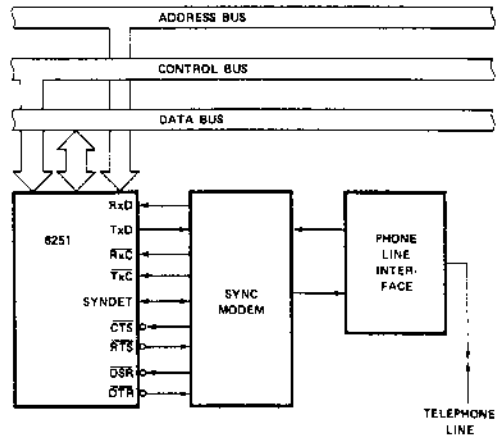 ADDRESS BUS
CONTROL BUS
DATA BUS
8251
RxD
TxD
RxC
TxC
SYNDET
CTS
RTS
DSR
DTR
SYNC
MODEM
PHONE
LINE
INTER-
FACE
TELEPHONE
LINE